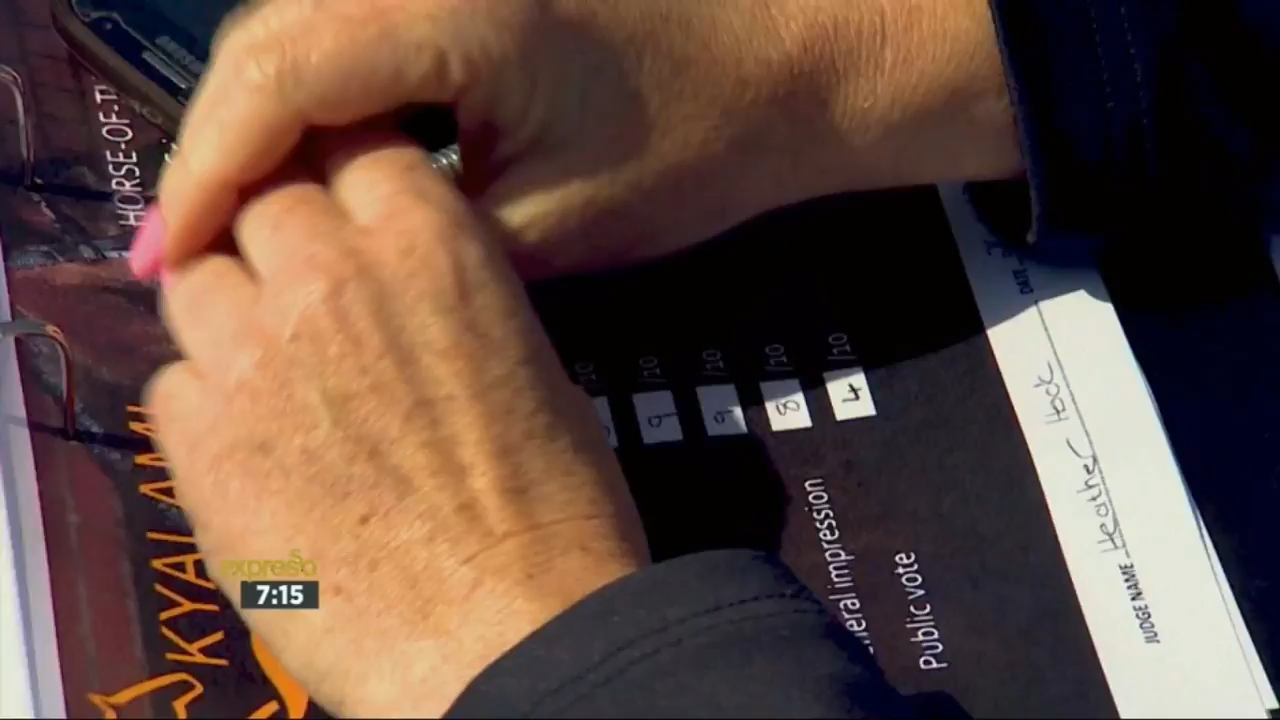 HORSE-OF-T
KYALAMI
/10
9 /10
9 /10
8 /10
4 /10
eral impression
Public vote
JUDGE NAME Heather Hock
DATE
expresso
7:15